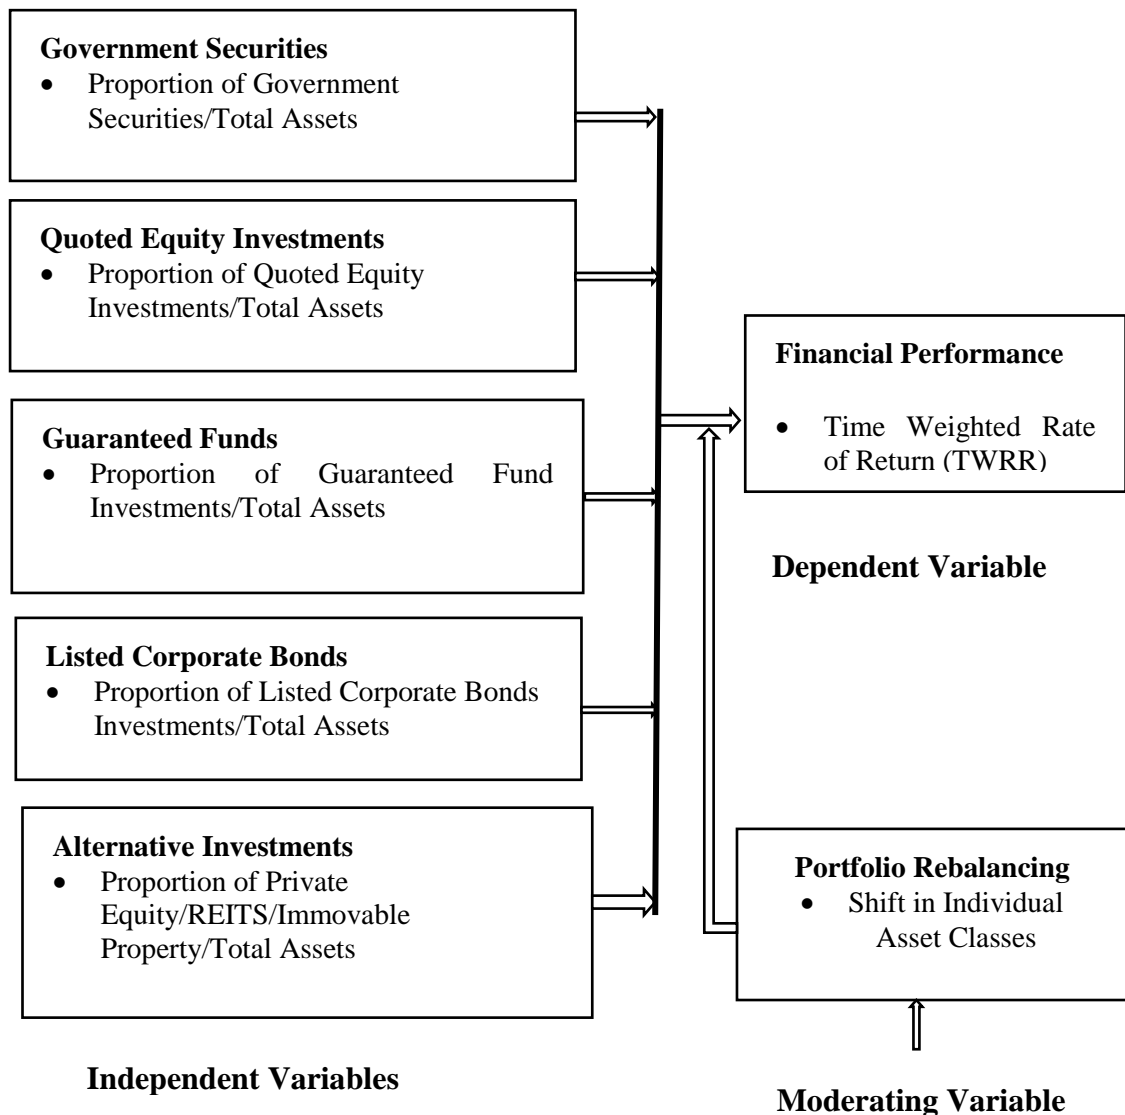 Government Securities
• Proportion of Government
Securities/Total Assets
Quoted Equity Investments
• Proportion of Quoted Equity
Investments/Total Assets
Guaranteed Funds
• Proportion of Guaranteed Fund
Investments/Total Assets
Listed Corporate Bonds
• Proportion of Listed Corporate Bonds
Investments/Total Assets
Alternative Investments
• Proportion of Private
Equity/REITS/Immovable
Property/Total Assets
Independent Variables
Financial Performance
• Time Weighted Rate
of Return (TWRR)
Dependent Variable
Portfolio Rebalancing
• Shift in Individual
Asset Classes
Moderating Variable